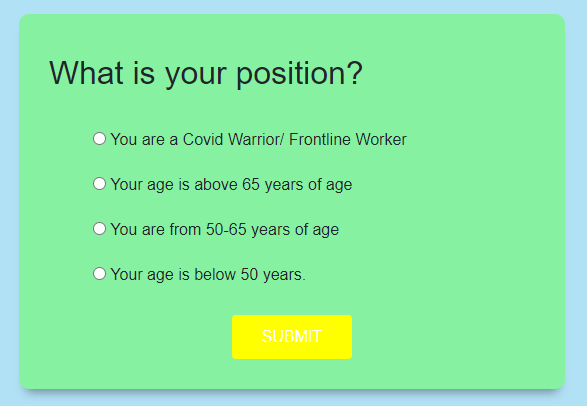 What is your position?
You are a Covid Warrior/ Frontline Worker
Your age is above 65 years of age
You are from 50-65 years of age
Your age is below 50 years.
SUBMIT